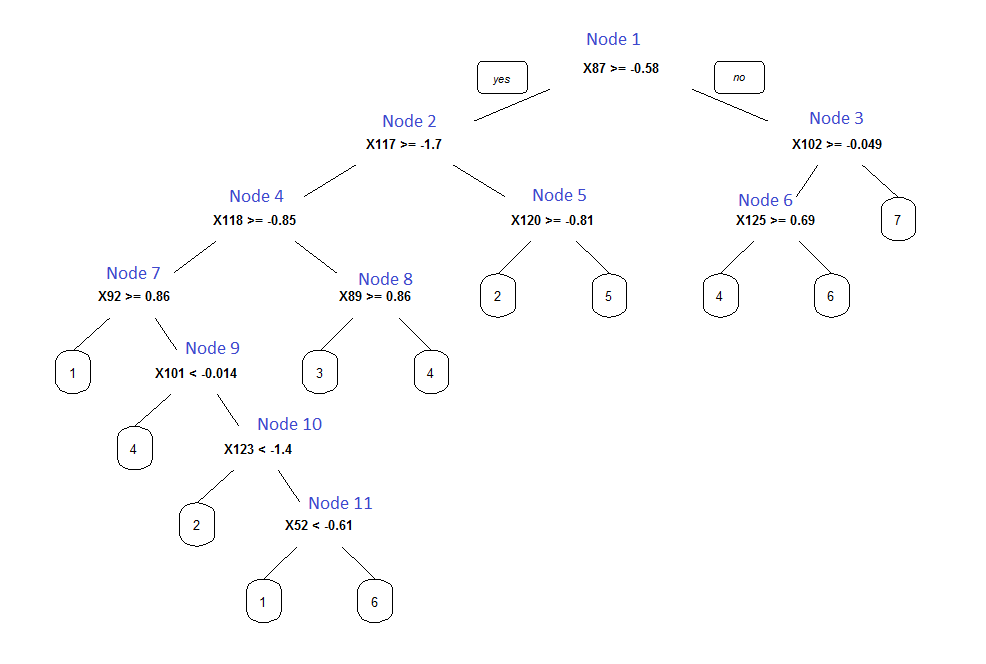 Node 1
X87 >= -0.58
yes
no
Node 2
X117 >= -1.7
Node 3
X102 >= -0.049
Node 4
X118 >= -0.85
Node 5
X120 >= -0.81
Node 6
X125 >= 0.69
7
Node 7
X92 >= 0.86
Node 8
X89 >= 0.86
2
5
4
6
1
Node 9
X101 < -0.014
3
4
4
Node 10
X123 < -1.4
2
Node 11
X52 < -0.61
1
6